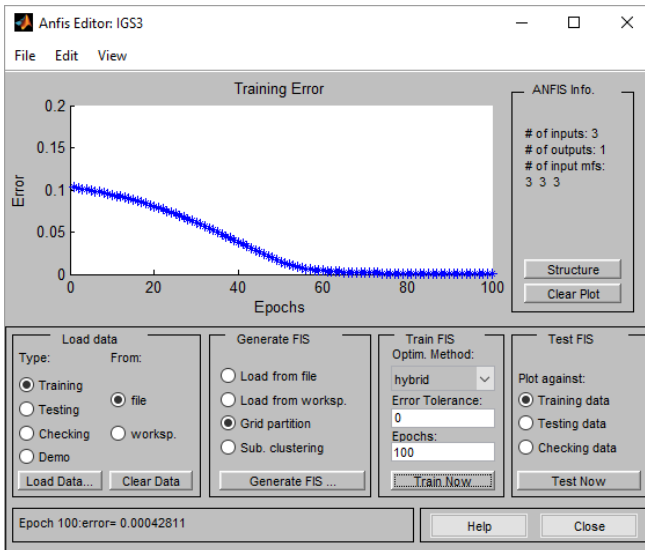 Anfis Editor: IGS3
File Edit View
Training Error
0.2
0.15
0.1
0.05
0
Error
0 20 40 60 80 100
Epochs
ANFIS Info.
# of inputs: 3
# of outputs: 1
# of input mfs:
3 3 3
Structure
Clear Plot
Load data
Type: From:
Training
Testing
Checking
Demo
file
worksp.
Load Data... Clear Data
Generate FIS
Load from file
Load from worksp.
Grid partition
Sub. clustering
Generate FIS ...
Train FIS
Optim. Method:
hybrid
Error Tolerance:
0
Epochs:
100
Train Now
Test FIS
Plot against:
Training data
Testing data
Checking data
Test Now
Epoch 100:error= 0.00042811
Help Close